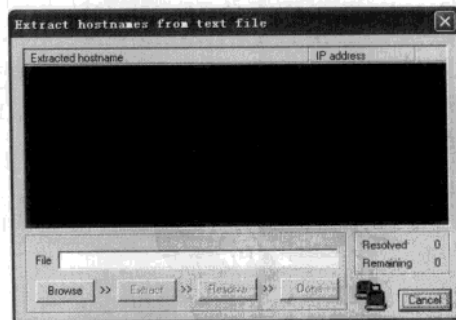 Extract hostnames from text file
Extracted hostname IP address
Resolved 0
File
Remaining 0
Browse >> Extract >> Resolve >> Done
Cancel